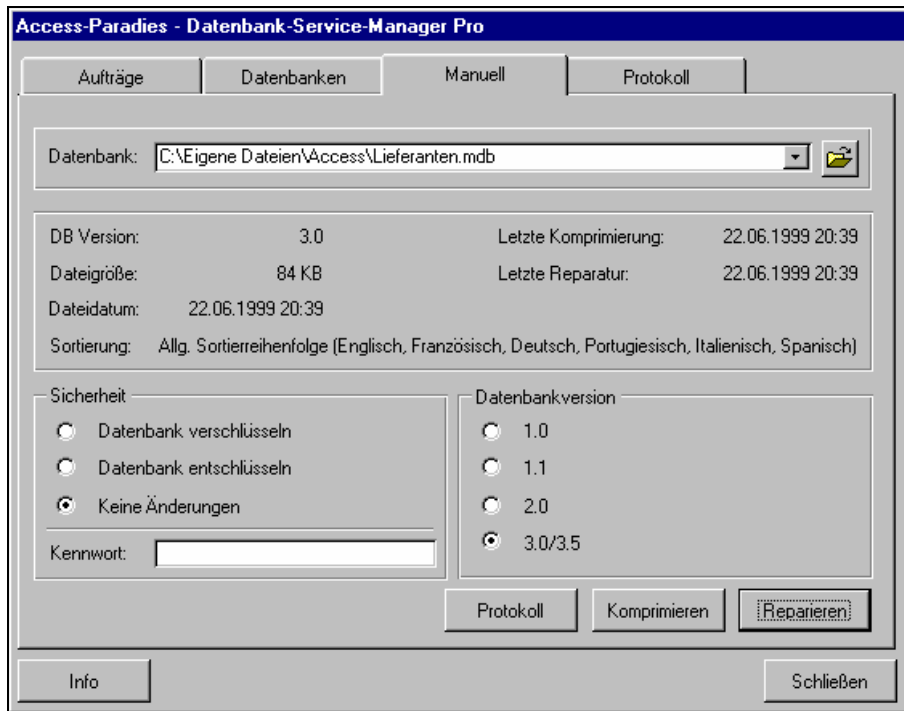 Access-Paradies - Datenbank-Service-Manager Pro
Aufträge Datenbanken Manuell Protokoll
Datenbank: C:\Eigene Dateien\Access\Lieferanten.mdb
DB Version: 3.0 Letzte Komprimierung: 22.06.1999 20:39
Dateigröße: 84 KB Letzte Reparatur: 22.06.1999 20:39
Dateidatum: 22.06.1999 20:39
Sortierung: Allg. Sortierreihenfolge (Englisch, Französisch, Deutsch, Portugiesisch, Italienisch, Spanisch)
Sicherheit
Datenbank verschlüsseln
Datenbank entschlüsseln
Keine Änderungen
Kennwort:
Datenbankversion
1.0
1.1
2.0
3.0/3.5
Protokoll Komprimieren Reparieren
Info Schließen